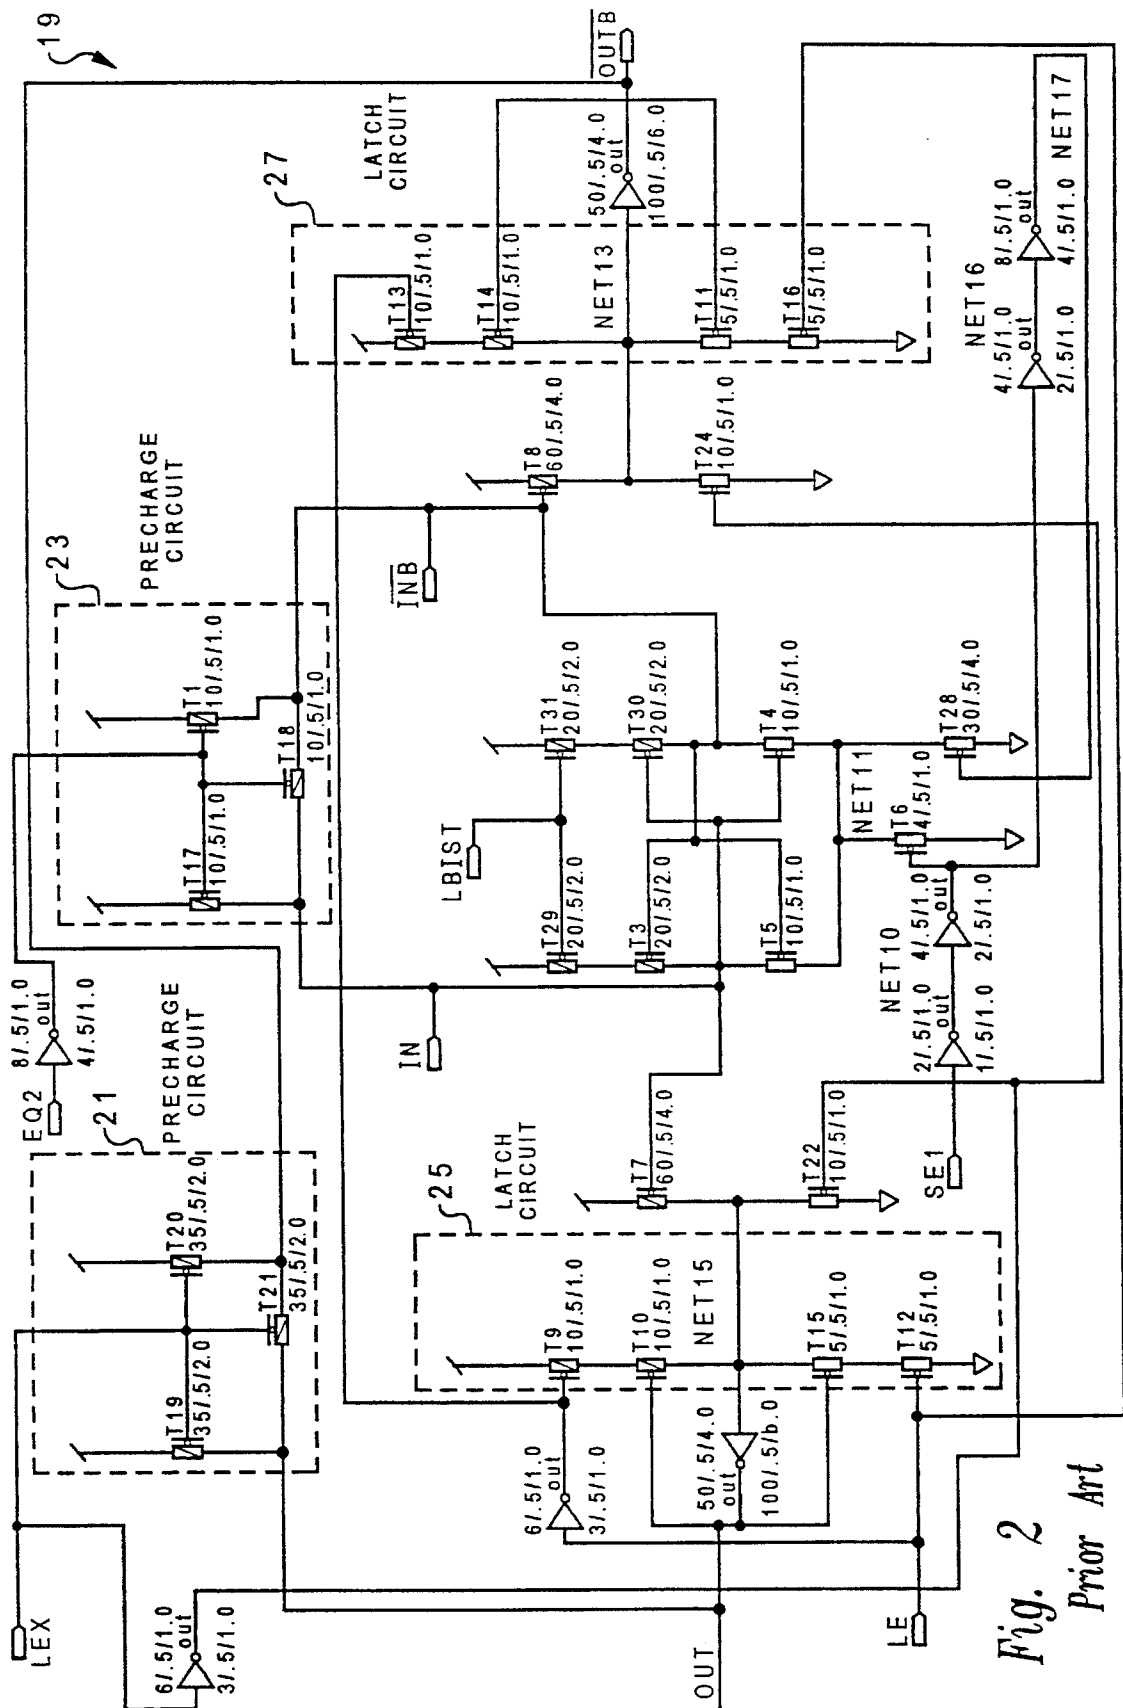 19
LEX
6/.5/1.0
out
3/.5/1.0
21
PRECHARGE
CIRCUIT
T19
35/.5/2.0
T20
35/.5/2.0
T21
35/.5/2.0
EQ2
8/.5/1.0
out
4/.5/1.0
23
PRECHARGE
CIRCUIT
T17
10/.5/1.0
T1
10/.5/1.0
T18
10/.5/1.0
OUT
6/.5/1.0
out
3/.5/1.0
LE
25
LATCH
CIRCUIT
T9
10/.5/1.0
T10
10/.5/1.0
NET15
50/.5/4.0
out
100/.5/b.0
T15
5/.5/1.0
T12
5/.5/1.0
T7
60/.5/4.0
T22
10/.5/1.0
IN
INB
LBIST
T29
20/.5/2.0
T31
20/.5/2.0
T3
20/.5/2.0
T30
20/.5/2.0
T5
10/.5/1.0
T4
10/.5/1.0
NET11
T6
4/.5/1.0
T28
30/.5/4.0
SE1
2/.5/1.0
out
1/.5/1.0
NET10
4/.5/1.0
out
2/.5/1.0
T8
60/.5/4.0
T24
10/.5/1.0
27
LATCH
CIRCUIT
T13
10/.5/1.0
T14
10/.5/1.0
NET13
T11
5/.5/1.0
T16
5/.5/1.0
50/.5/4.0
out
100/.5/6.0
OUTB
NET16
4/.5/1.0
out
2/.5/1.0
8/.5/1.0
out
4/.5/1.0
NET17
Fig. 2
Prior Art